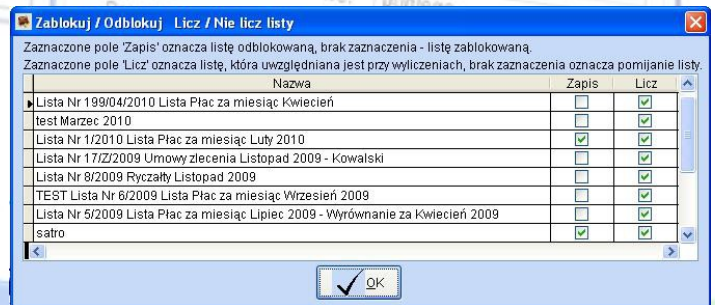 Zablokuj / Odblokuj Licz / Nie licz listy
Zaznaczone pole 'Zapis' oznacza listę odblokowaną, brak zaznaczenia - listę zablokowaną.
Zaznaczone pole 'Licz' oznacza listę, która uwzględniana jest przy wyliczeniach, brak zaznaczenia oznacza pomijanie listy.
Nazwa Zapis Licz
Lista Nr 199/04/2010 Lista Płac za miesiąc Kwiecień
test Marzec 2010
Lista Nr 1/2010 Lista Płac za miesiąc Luty 2010
Lista Nr 17/Z/2009 Umowy zlecenia Listopad 2009 - Kowalski
Lista Nr 8/2009 Ryczałty Listopad 2009
TEST Lista Nr 6/2009 Lista Płac za miesiąc Wrzesień 2009
Lista Nr 5/2009 Lista Płac za miesiąc Lipiec 2009 - Wyrównanie za Kwiecień 2009
satro
OK